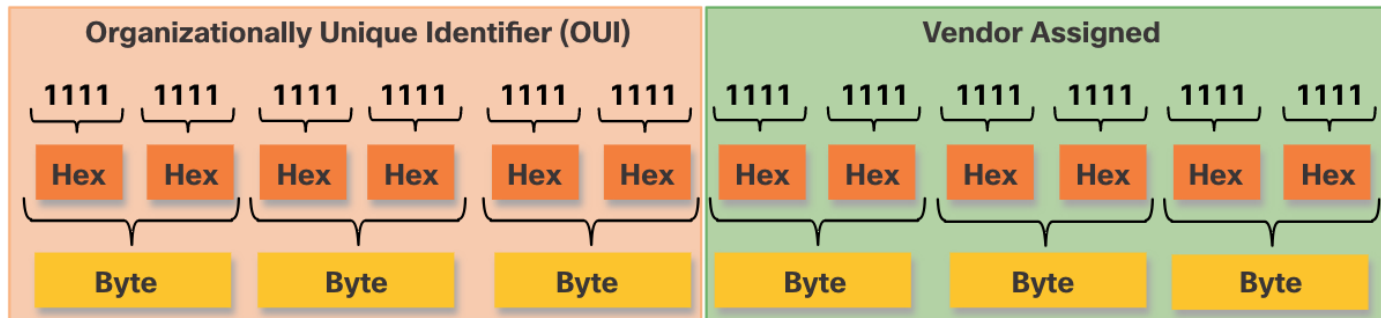 Organizationally Unique Identifier (OUI) Vendor Assigned
1111 1111 1111 1111 1111 1111 1111 1111 1111 1111 1111 1111
Hex Hex Hex Hex Hex Hex Hex Hex Hex Hex Hex Hex
Byte Byte Byte Byte Byte Byte